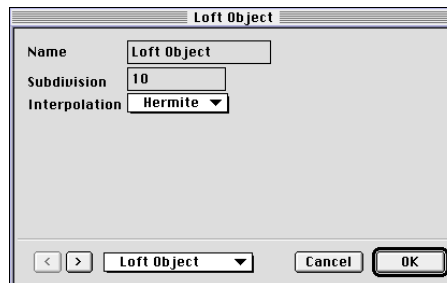 Loft Object
Name Loft Object
Subdivision 10
Interpolation Hermite
< > Loft Object Cancel OK